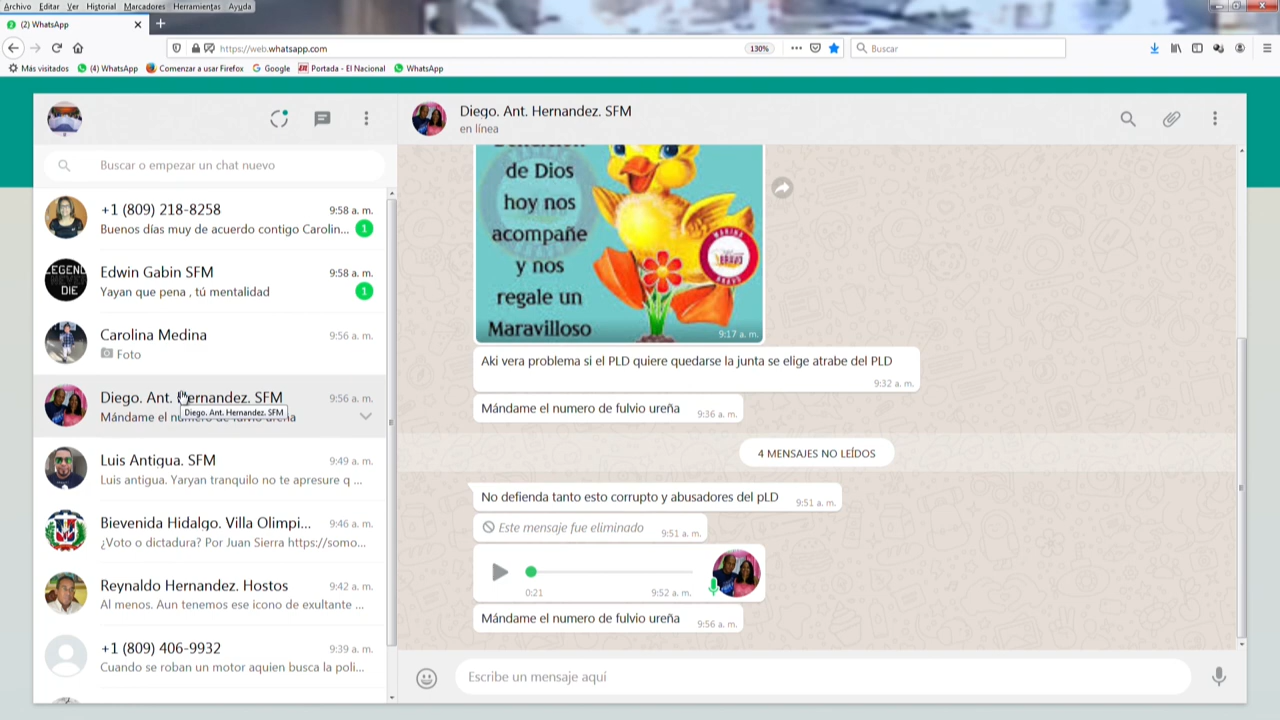 Archivo Editar Ver Historial Marcadores Herramientas Ayuda
(2) WhatsApp
https://web.whatsapp.com
130%
Buscar
Más visitados
(4) WhatsApp
Comenzar a usar Firefox
Google
Portada - El Nacional
WhatsApp
Buscar o empezar un chat nuevo
+1 (809) 218-8258
9:58 a. m.
Buenos días muy de acuerdo contigo Carolin...
1
Edwin Gabin SFM
9:58 a. m.
Yayan que pena , tú mentalidad
1
LEGEND
NEVER
DIE
Carolina Medina
9:56 a. m.
Foto
Diego. Ant. Hernandez. SFM
9:56 a. m.
Diego. Ant. Hernandez. SFM
Mándame el numero de fulvio ureña
Luis Antigua. SFM
9:49 a. m.
Luis antigua. Yaryan tranquilo no te apresure q ...
Bievenida Hidalgo. Villa Olimpi...
9:46 a. m.
¿Voto o dictadura? Por Juan Sierra https://somo...
Reynaldo Hernandez. Hostos
9:42 a. m.
Al menos. Aun tenemos ese icono de exultante ...
+1 (809) 406-9932
9:39 a. m.
Cuando se roban un motor aquien busca la poli...
Diego. Ant. Hernandez. SFM
en línea
de Dios
hoy nos
acompañe
y nos
regale un
Maravilloso
BRAVO
9:17 a. m.
Aki vera problema si el PLD quiere quedarse la junta se elige atrabe del PLD
9:32 a. m.
Mándame el numero de fulvio ureña
9:36 a. m.
4 MENSAJES NO LEÍDOS
No defienda tanto esto corrupto y abusadores del pLD
9:51 a. m.
Este mensaje fue eliminado
9:51 a. m.
0:21
9:52 a. m.
Mándame el numero de fulvio ureña
9:56 a. m.
Escribe un mensaje aquí